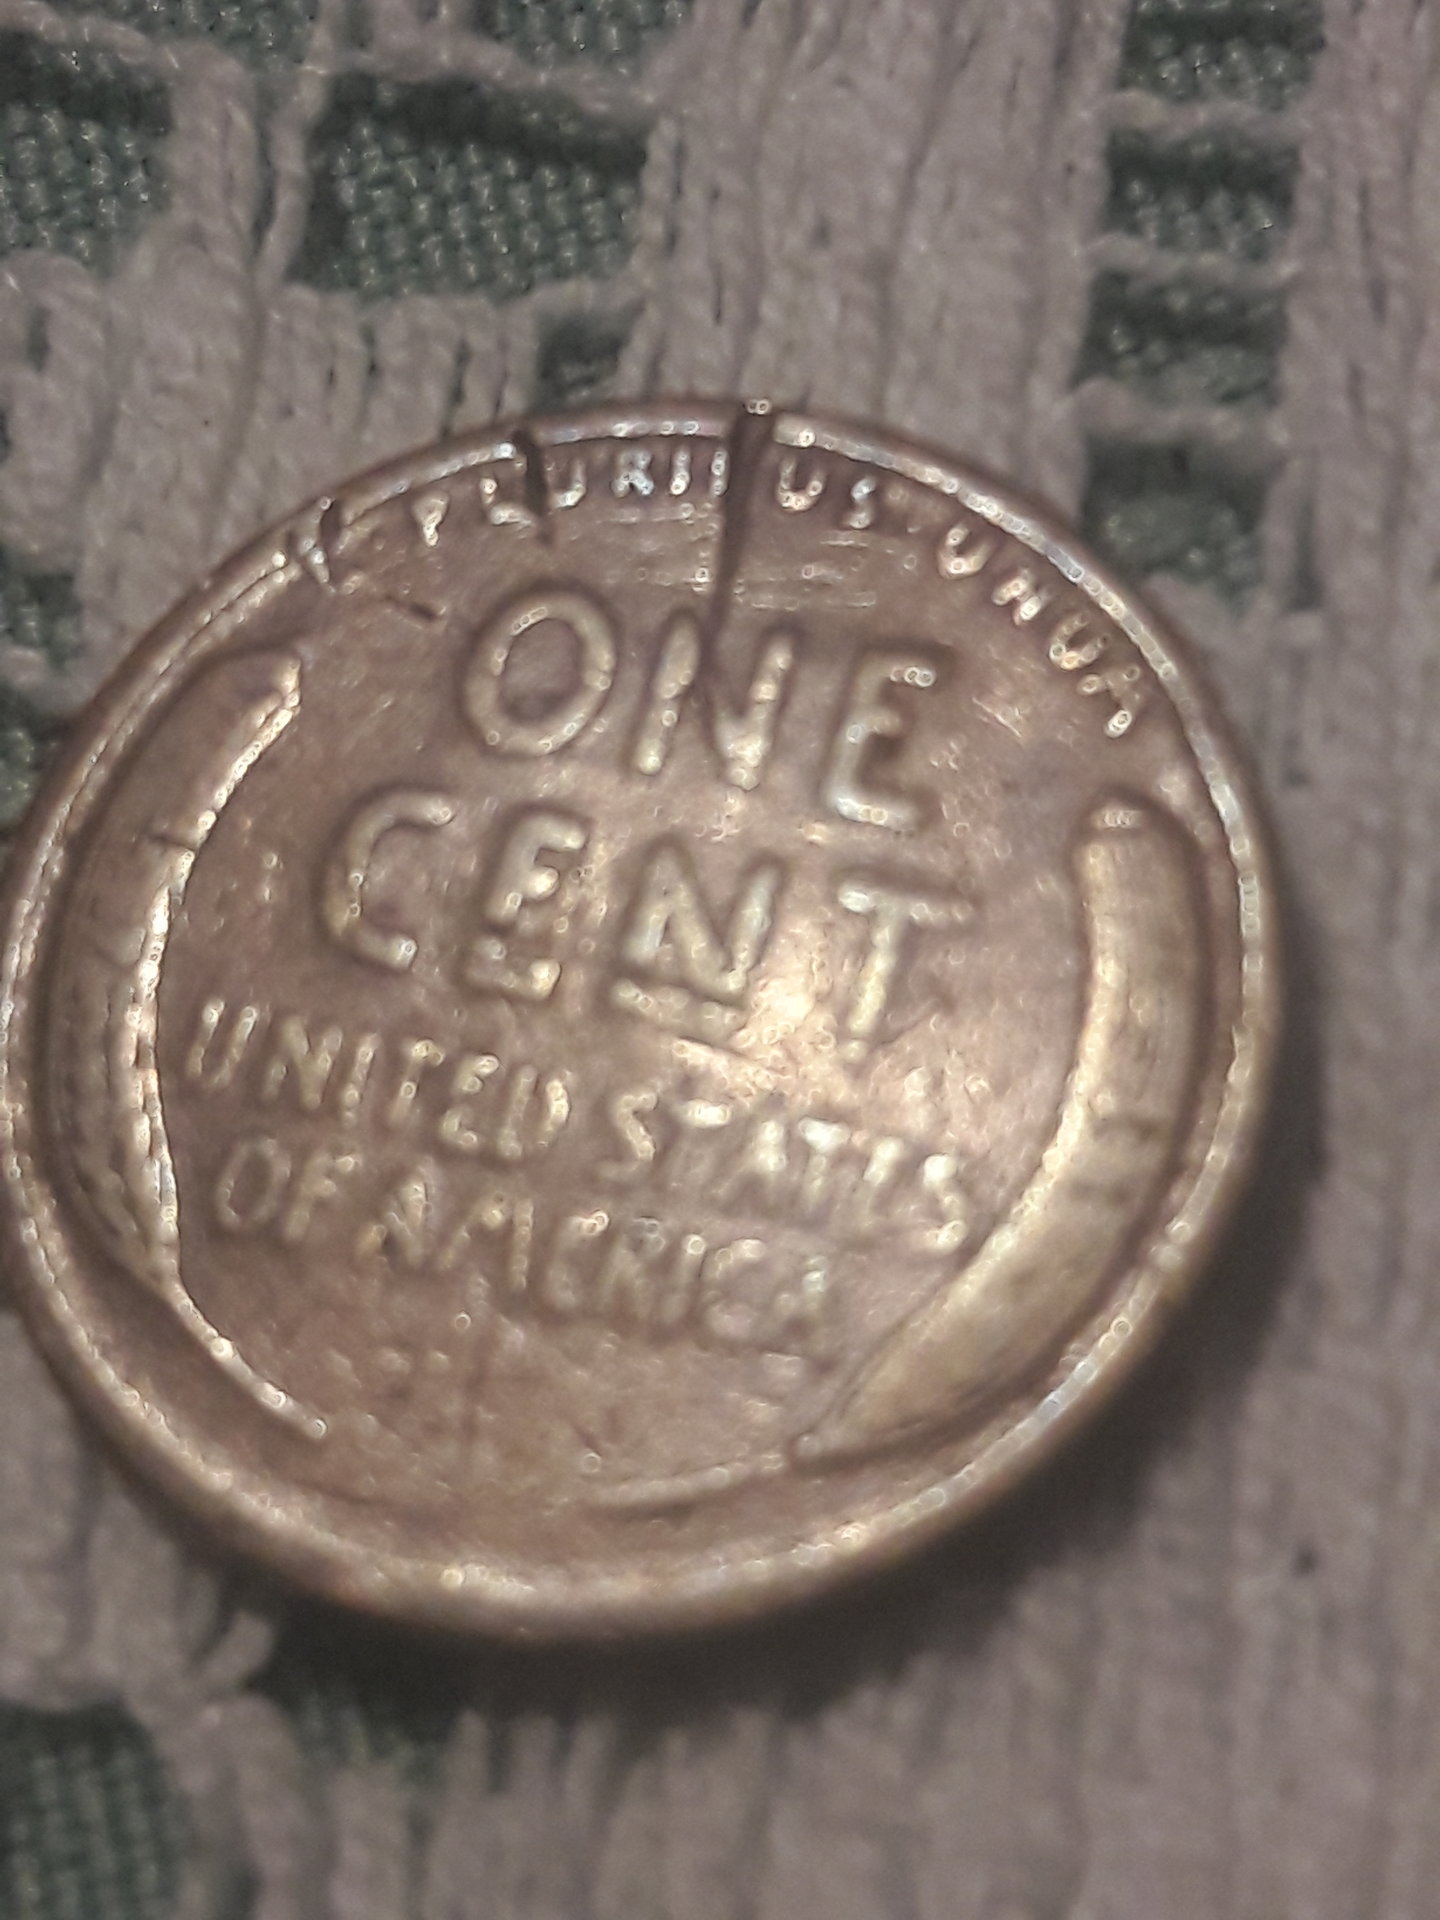 E PLURIBUS · UNUM
ONE
CENT
UNITED STATES
OF AMERICA